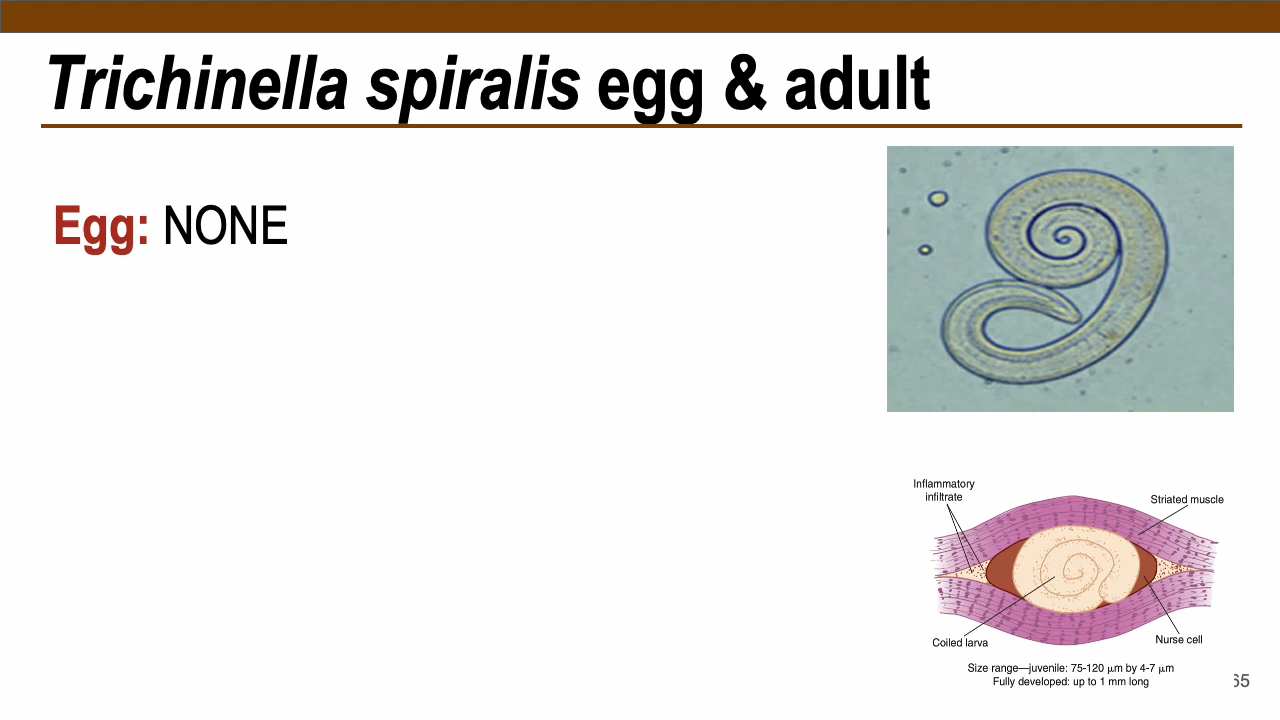 Trichinella spiralis egg & adult
Egg: NONE
Inflammatory
infiltrate
Striated muscle
Coiled larva
Nurse cell
Size range—juvenile: 75-120 μm by 4-7 μm
Fully developed: up to 1 mm long
65